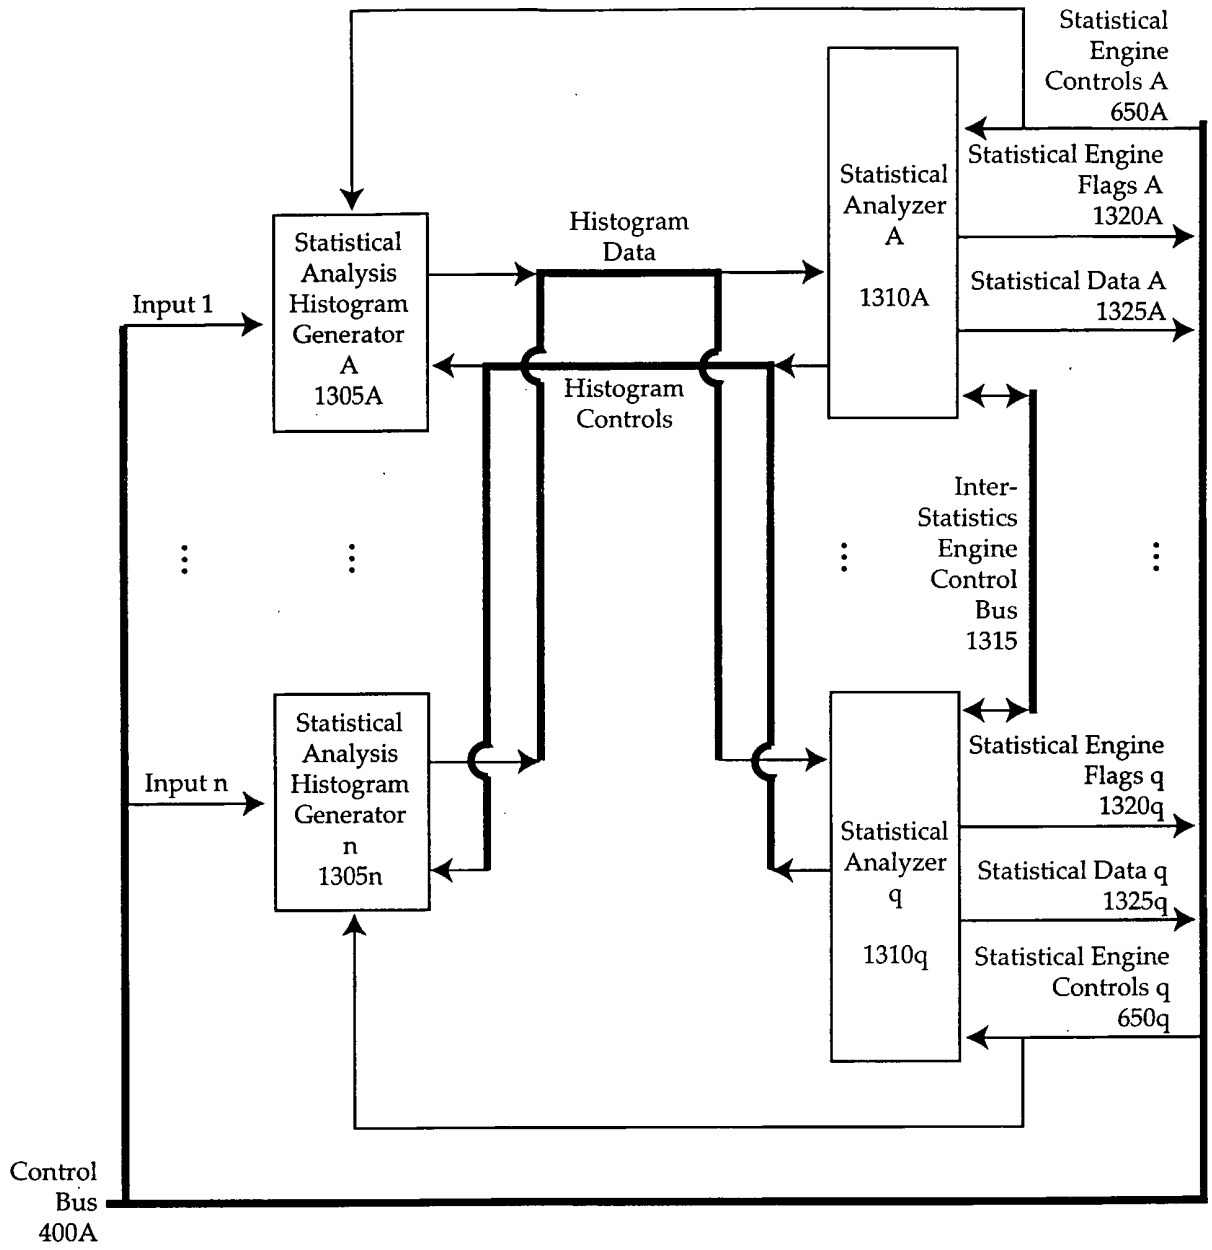 Statistical
Engine
Controls A
650A
Statistical Engine
Flags A
1320A
Statistical Data A
1325A
Statistical
Analyzer
A
1310A
Histogram
Data
Statistical
Analysis
Histogram
Generator
A
1305A
Input 1
Histogram
Controls
Inter-
Statistics
Engine
Control
Bus
1315
Statistical
Analysis
Histogram
Generator
n
1305n
Input n
Statistical Engine
Flags q
1320q
Statistical
Analyzer
q
1310q
Statistical Data q
1325q
Statistical Engine
Controls q
650q
Control
Bus
400A